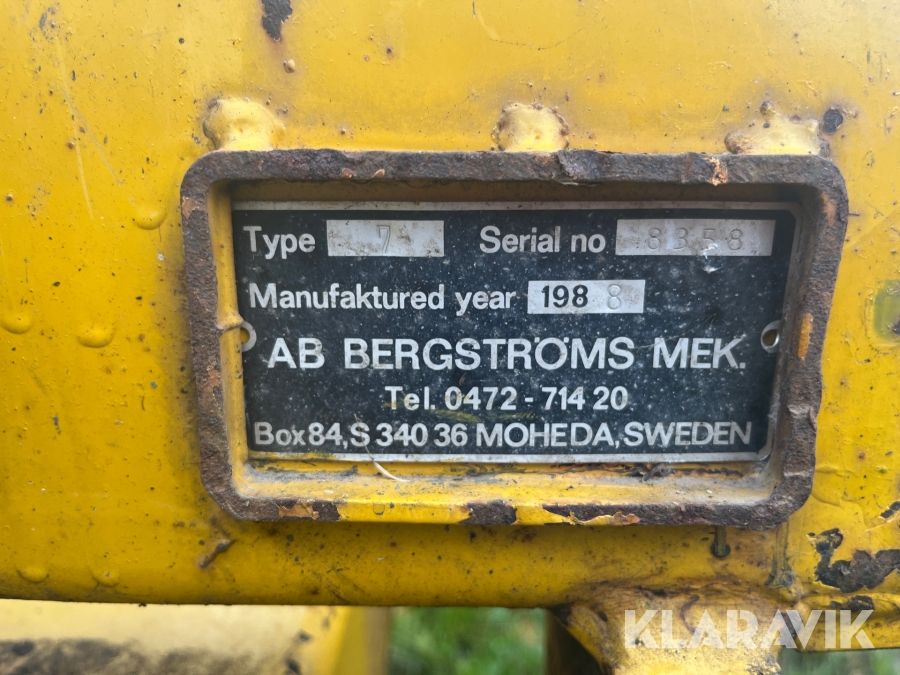 Type 7 Serial no 8358
Manufaktured year 1988
AB BERGSTRÖMS MEK.
Tel. 0472 - 714 20
Box 84, S 340 36 MOHEDA, SWEDEN
KLARAVIK